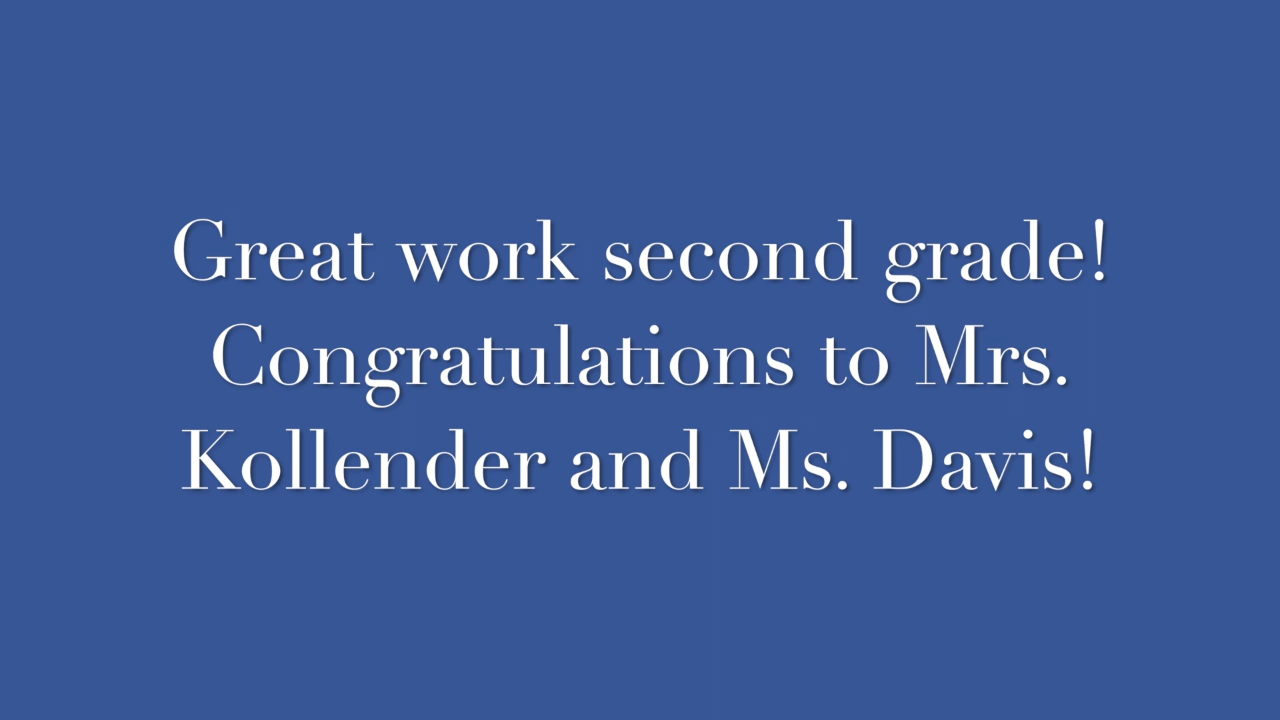 Great work second grade!
Congratulations to Mrs.
Kollender and Ms. Davis!